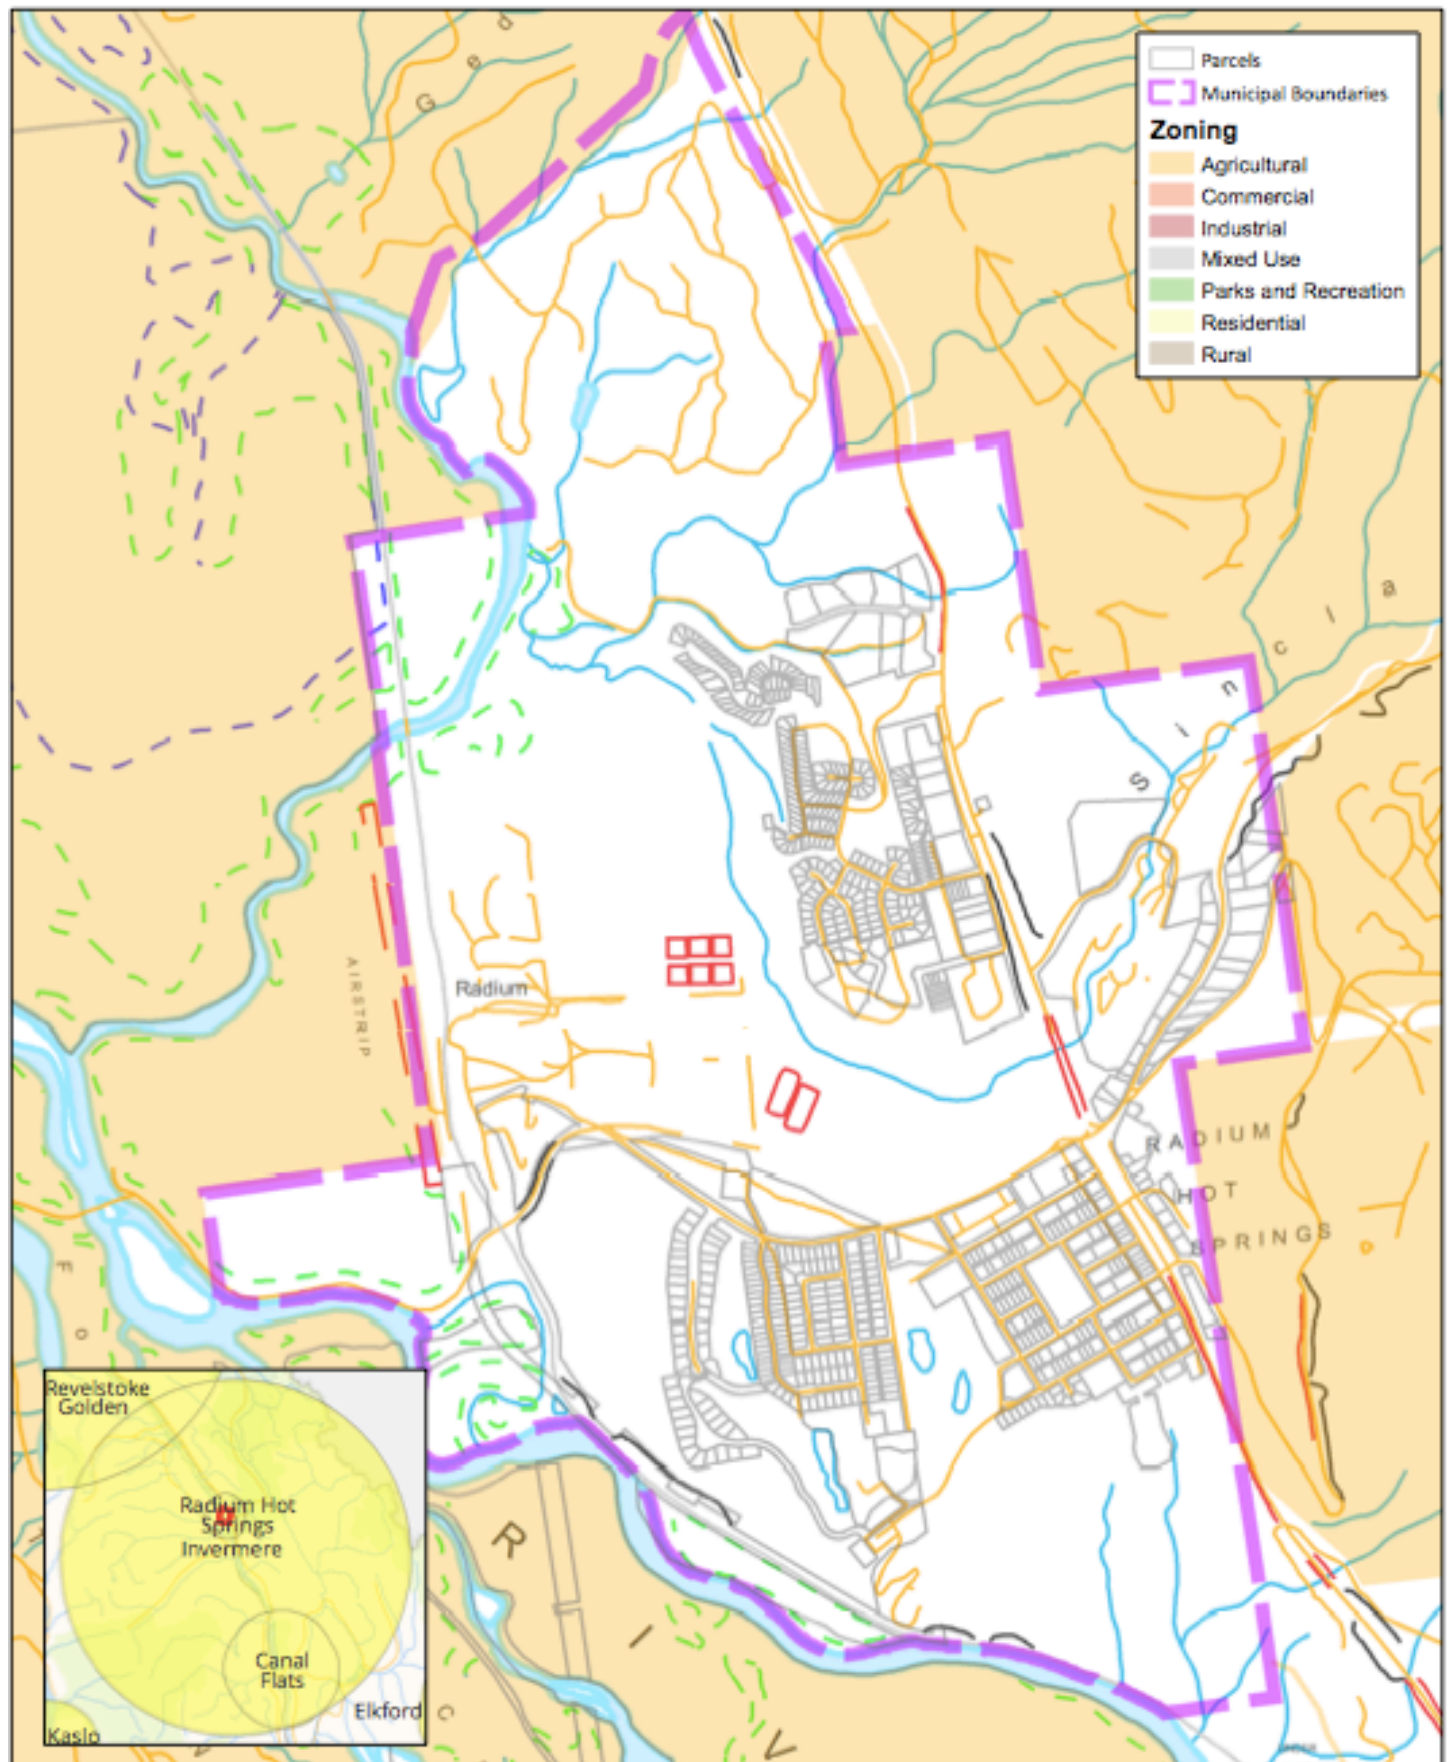 G e d
Parcels
Municipal Boundaries
Zoning
Agricultural
Commercial
Industrial
Mixed Use
Parks and Recreation
Residential
Rural
S i n c l a
AIRSTRIP
Radium
RADIUM
HOT
SPRINGS
F o
R I V
C
Revelstoke
Golden
Radium Hot
Springs
Invermere
Canal
Flats
Elkford
Kaslo